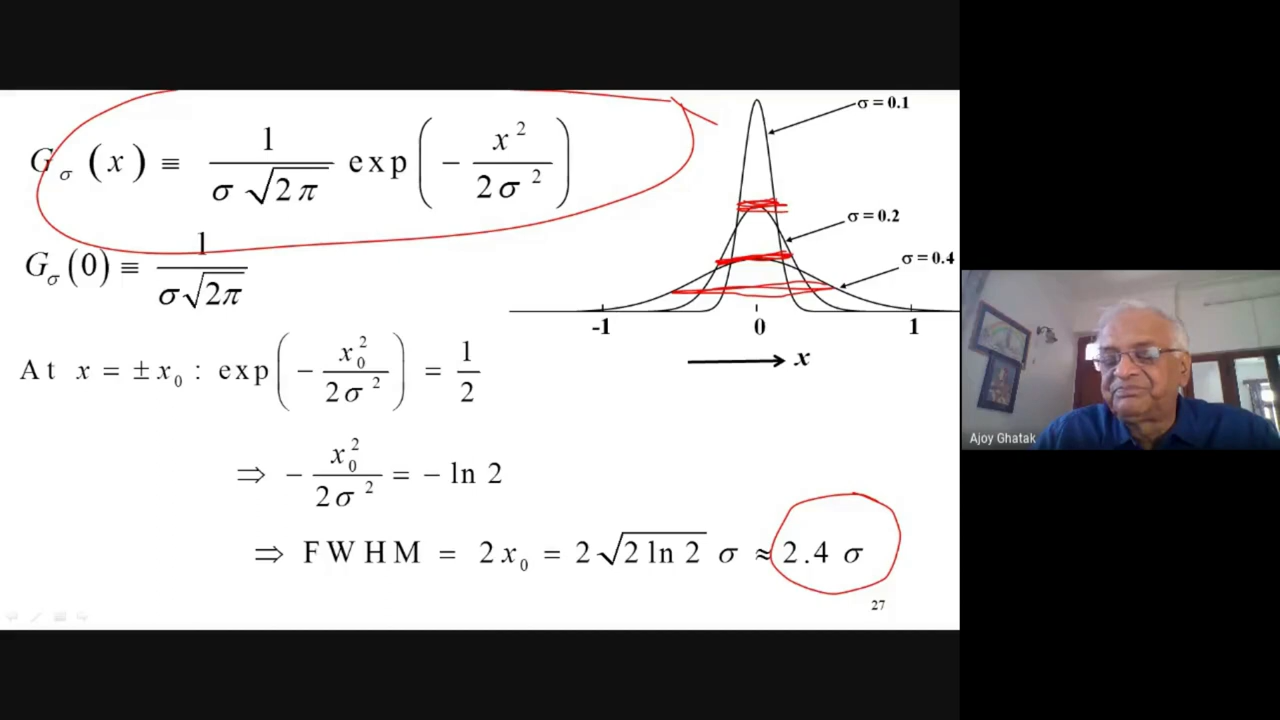 G_σ (x) ≡ 1/(σ √(2π)) exp(− x²/(2σ²))
G_σ(0) ≡ 1/(σ√(2π))
At x = ± x₀ : exp(− x₀²/(2σ²)) = 1/2
⇒ − x₀²/(2σ²) = − ln 2
⇒ FWHM = 2x₀ = 2√(2 ln 2) σ ≈ 2.4 σ
27
σ = 0.1
σ = 0.2
σ = 0.4
-1 0 1
x
Ajoy Ghatak